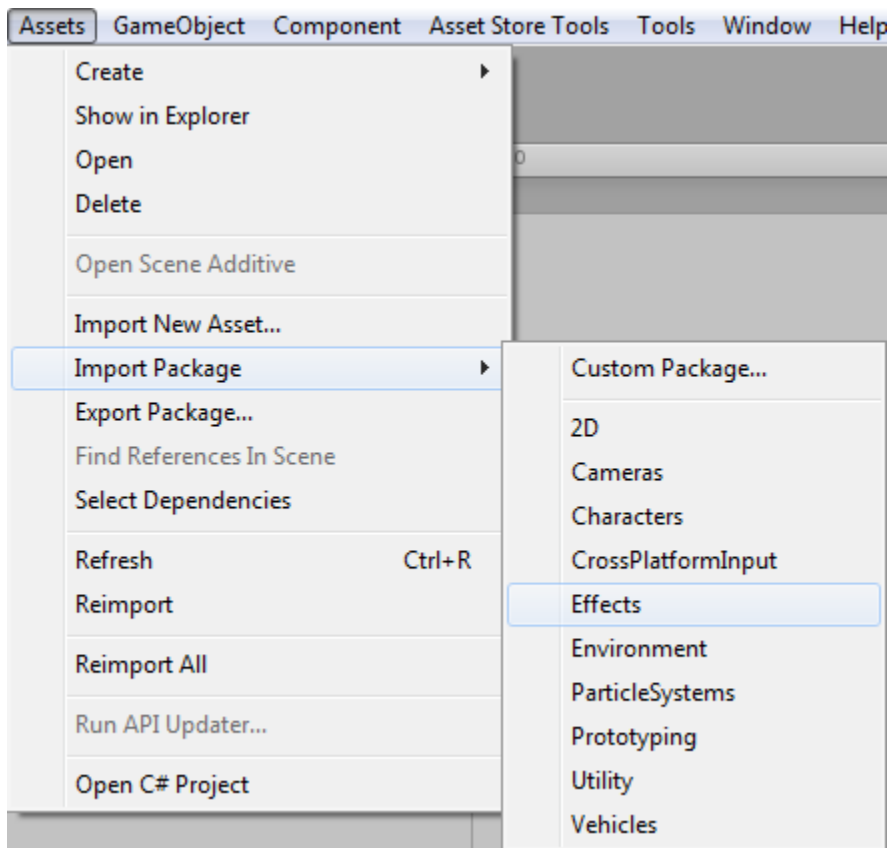 Assets GameObject Component Asset Store Tools Tools Window Help
Create
Show in Explorer
Open
Delete
Open Scene Additive
Import New Asset...
Import Package
Export Package...
Find References In Scene
Select Dependencies
Refresh Ctrl+R
Reimport
Reimport All
Run API Updater...
Open C# Project
Custom Package...
2D
Cameras
Characters
CrossPlatformInput
Effects
Environment
ParticleSystems
Prototyping
Utility
Vehicles